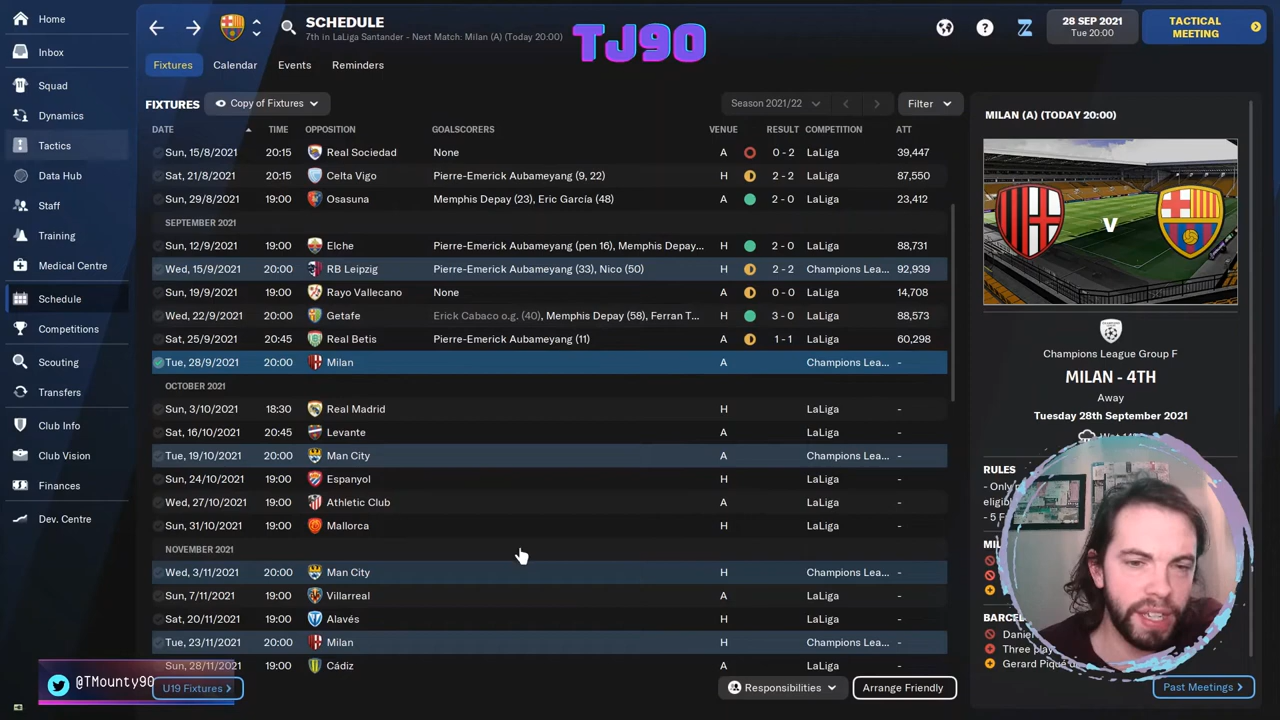 Home
Inbox
Squad
Dynamics
Tactics
Data Hub
Staff
Training
Medical Centre
Schedule
Competitions
Scouting
Transfers
Club Info
Club Vision
Finances
Dev. Centre
SCHEDULE
7th in LaLiga Santander - Next Match: Milan (A) (Today 20:00)
TJ90
28 SEP 2021
Tue 20:00
TACTICAL
MEETING
Fixtures Calendar Events Reminders
FIXTURES Copy of Fixtures Season 2021/22 Filter
DATE TIME OPPOSITION GOALSCORERS VENUE RESULT COMPETITION ATT
Sun, 15/8/2021 20:15 Real Sociedad None A 0 - 2 LaLiga 39,447
Sat, 21/8/2021 20:15 Celta Vigo Pierre-Emerick Aubameyang (9, 22) H 2 - 2 LaLiga 87,550
Sun, 29/8/2021 19:00 Osasuna Memphis Depay (23), Eric García (48) A 2 - 0 LaLiga 23,412
SEPTEMBER 2021
Sun, 12/9/2021 19:00 Elche Pierre-Emerick Aubameyang (pen 16), Memphis Depay... H 2 - 0 LaLiga 88,731
Wed, 15/9/2021 20:00 RB Leipzig Pierre-Emerick Aubameyang (33), Nico (50) H 2 - 2 Champions Lea... 92,939
Sun, 19/9/2021 19:00 Rayo Vallecano None A 0 - 0 LaLiga 14,708
Wed, 22/9/2021 20:00 Getafe Erick Cabaco o.g. (40), Memphis Depay (58), Ferran T... H 3 - 0 LaLiga 88,573
Sat, 25/9/2021 20:45 Real Betis Pierre-Emerick Aubameyang (11) A 1 - 1 LaLiga 60,298
Tue, 28/9/2021 20:00 Milan A Champions Lea... -
OCTOBER 2021
Sun, 3/10/2021 18:30 Real Madrid H LaLiga -
Sat, 16/10/2021 20:45 Levante A LaLiga -
Tue, 19/10/2021 20:00 Man City A Champions Lea... -
Sun, 24/10/2021 19:00 Espanyol H LaLiga -
Wed, 27/10/2021 19:00 Athletic Club A LaLiga -
Sun, 31/10/2021 19:00 Mallorca H LaLiga -
NOVEMBER 2021
Wed, 3/11/2021 20:00 Man City H Champions Lea... -
Sun, 7/11/2021 19:00 Villarreal A LaLiga -
Sat, 20/11/2021 19:00 Alavés H LaLiga -
Tue, 23/11/2021 20:00 Milan H Champions Lea... -
Sun, 28/11/2021 19:00 Cádiz A LaLiga -
@TMounty90
U19 Fixtures >
Responsibilities
Arrange Friendly
MILAN (A) (TODAY 20:00)
V
Champions League Group F
MILAN - 4TH
Away
Tuesday 28th September 2021
Wet
RULES
- Only
- 5
Three
Gerard Piqué
Past Meetings >